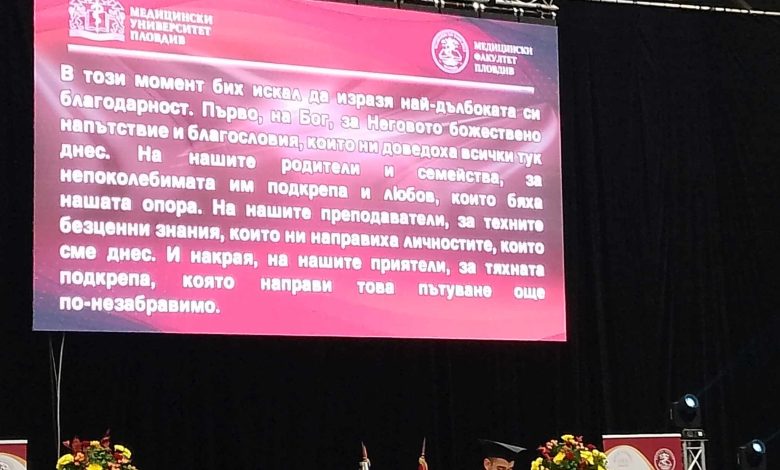 МЕДИЦИНСКИ
УНИВЕРСИТЕТ
ПЛОВДИВ
МЕДИЦИНСКИ
ФАКУЛТЕТ
ПЛОВДИВ
В този момент бих искал да изразя най-дълбоката си
благодарност. Първо, на Бог, за Неговото божествено
напътствие и благословия, които ни доведоха всички тук
днес. На нашите родители и семейства, за
непоколебимата им подкрепа и любов, които бяха
нашата опора. На нашите преподаватели, за техните
безценни знания, които ни направиха личностите, които
сме днес. И накрая, на нашите приятели, за тяхната
подкрепа, която направи това пътуване още
по-незабравимо.